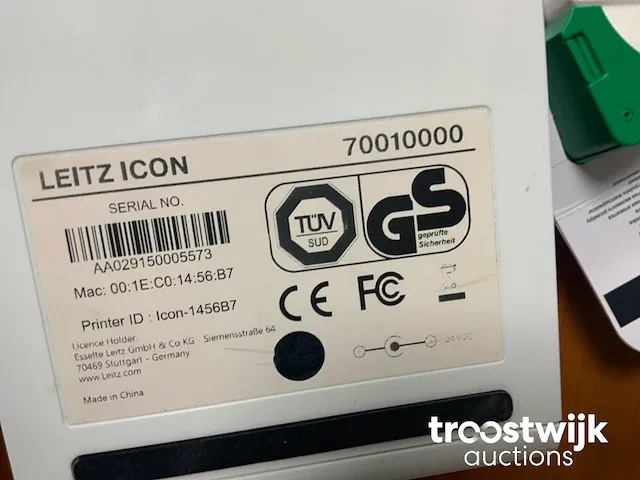 LEITZ ICON 70010000
SERIAL NO.
AA029150005573
Mac: 00:1E:C0:14:56:B7
Printer ID : Icon-1456B7
Licence Holder:
Esselte Leitz GmbH & Co KG · Siemensstraße 64
70469 Stuttgart - Germany
www.Leitz.com
Made in China
TÜV
SUD
GS
geprüfte
Sicherheit
CE FC
24VDC
troostwijk
auctions